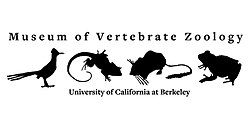 Museum of Vertebrate Zoology
University of California at Berkeley